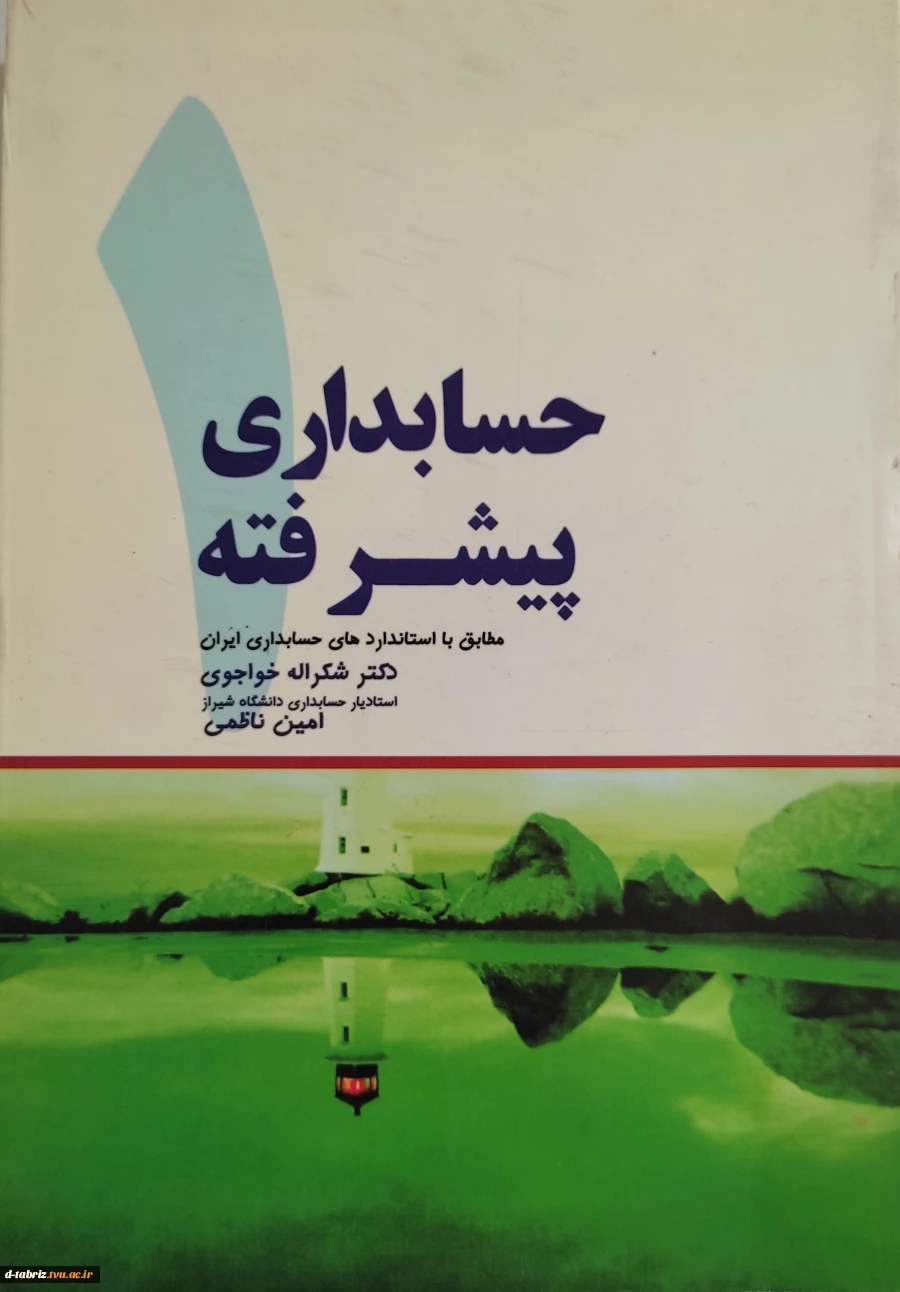 ۱
حسابداری
پیشرفته
مطابق با استاندارد های حسابداری ایران
دکتر شکراله خواجوی
استادیار حسابداری دانشگاه شیراز
امین ناظمی
d-tabriz.tvu.ac.ir